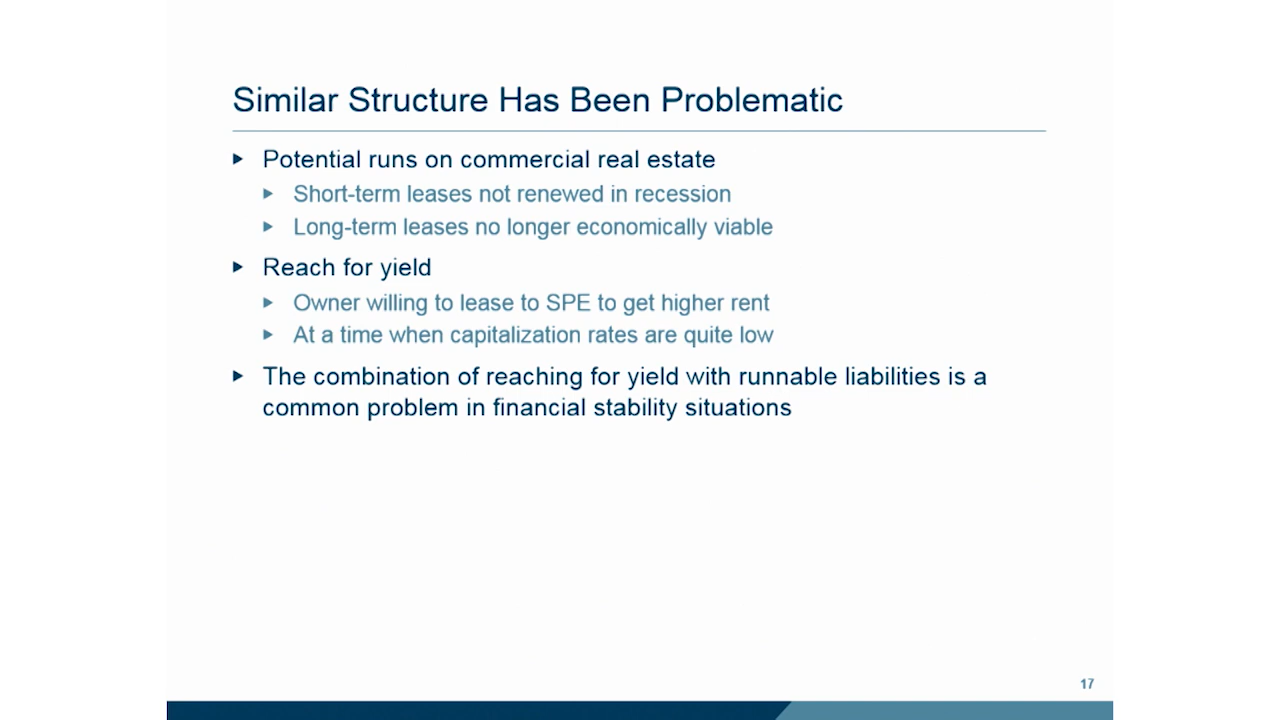 Similar Structure Has Been Problematic
Potential runs on commercial real estate
Short-term leases not renewed in recession
Long-term leases no longer economically viable
Reach for yield
Owner willing to lease to SPE to get higher rent
At a time when capitalization rates are quite low
The combination of reaching for yield with runnable liabilities is a
common problem in financial stability situations
17